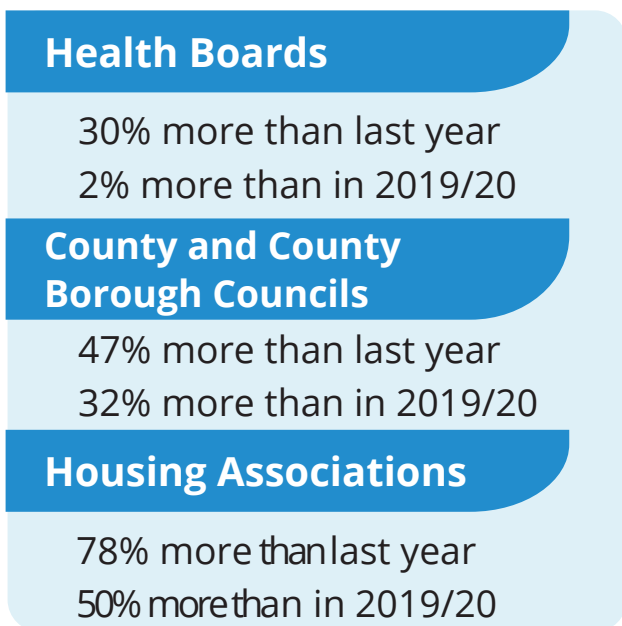 Health Boards
30% more than last year
2% more than in 2019/20
County and County
Borough Councils
47% more than last year
32% more than in 2019/20
Housing Associations
78% more than last year
50% more than in 2019/20